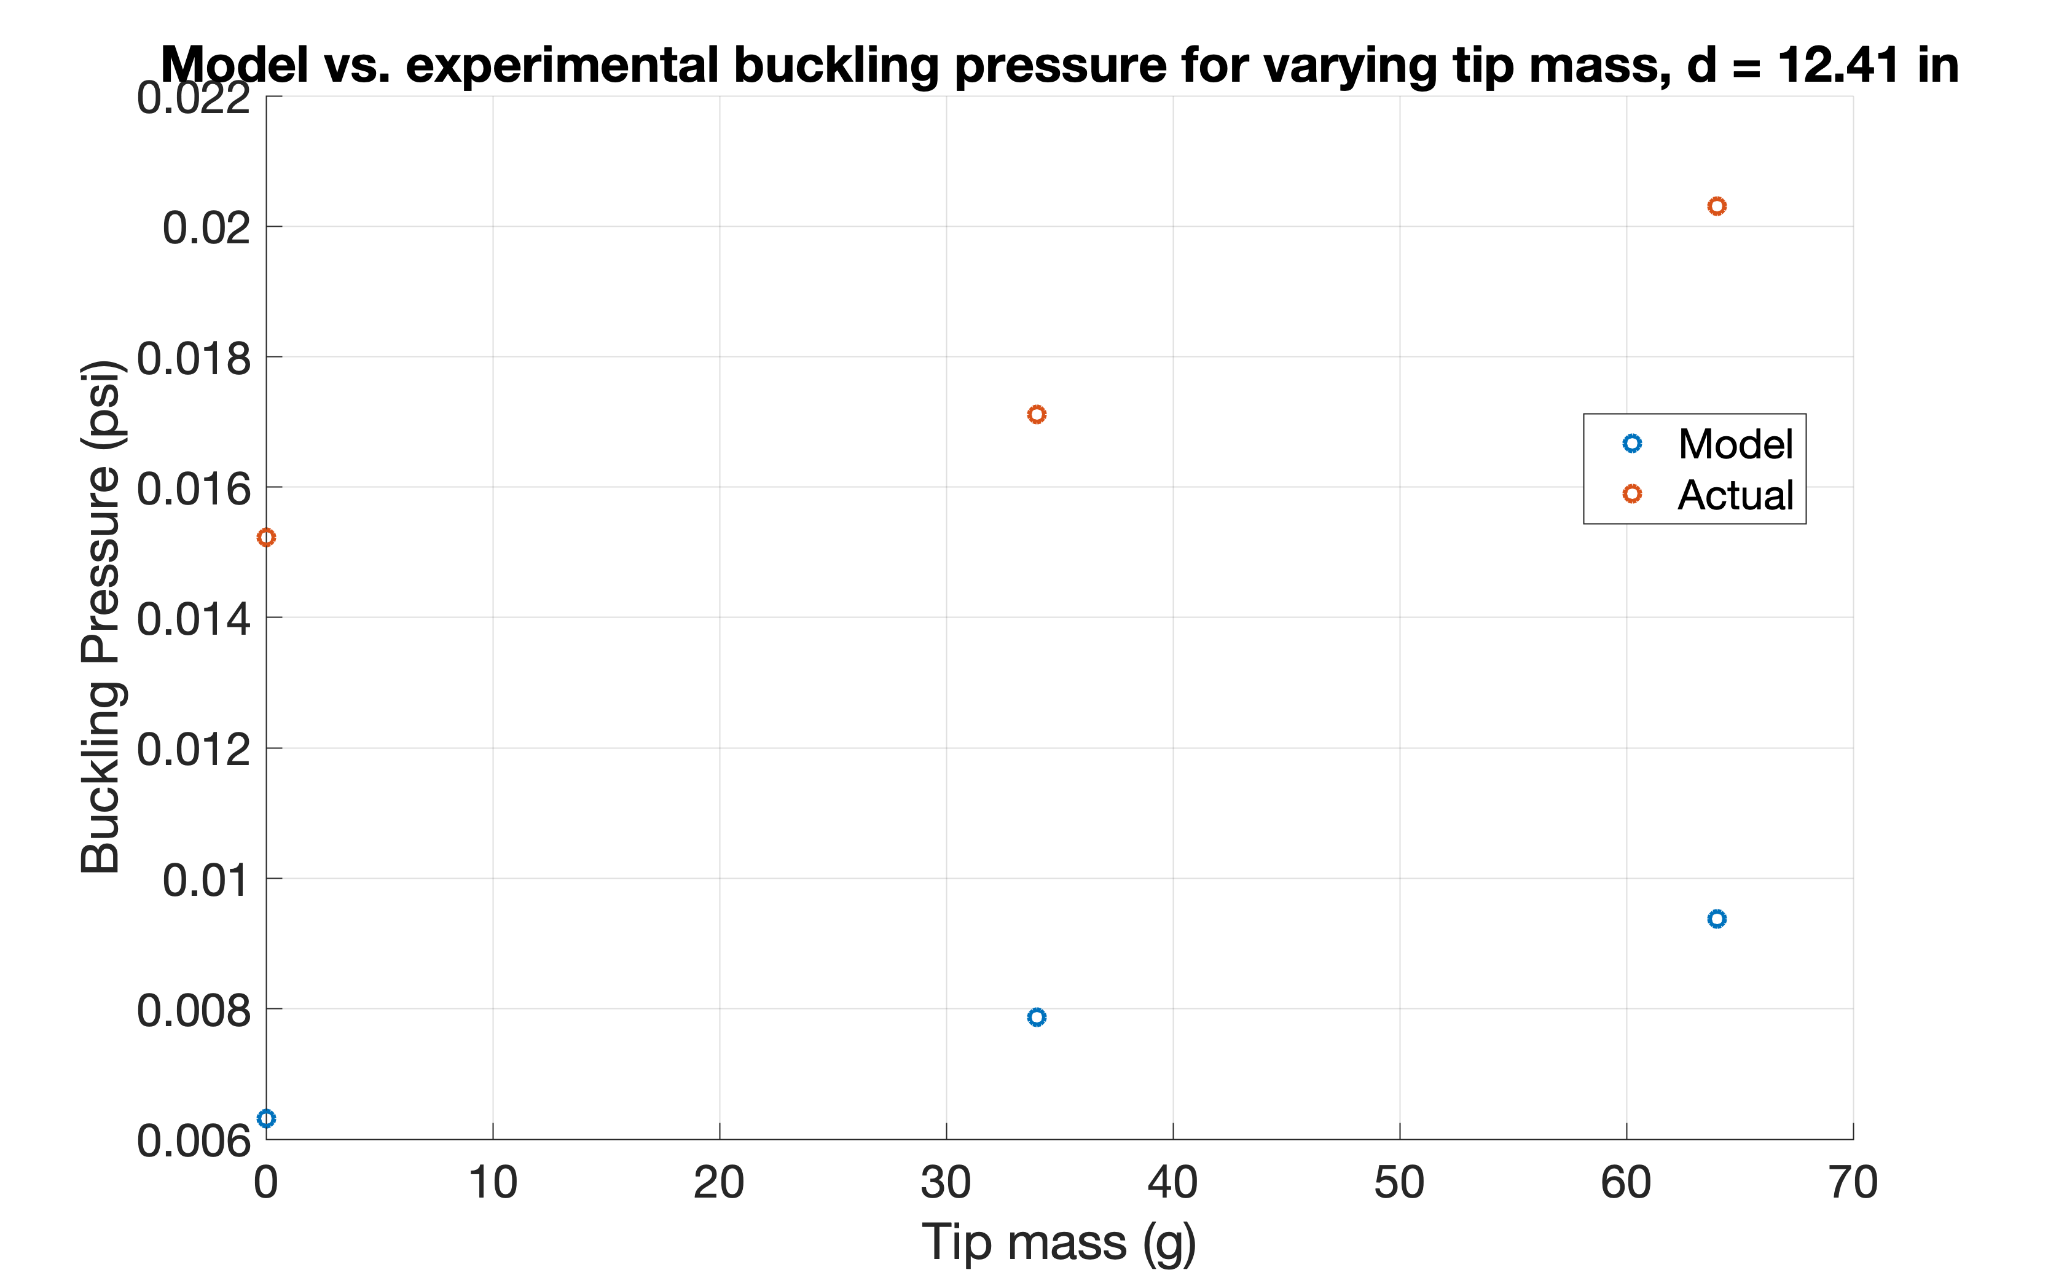 Model vs. experimental buckling pressure for varying tip mass, d = 12.41 in
0.022
0.02
0.018
0.016
0.014
0.012
0.01
0.008
0.006
Buckling Pressure (psi)
Model
Actual
0 10 20 30 40 50 60 70
Tip mass (g)